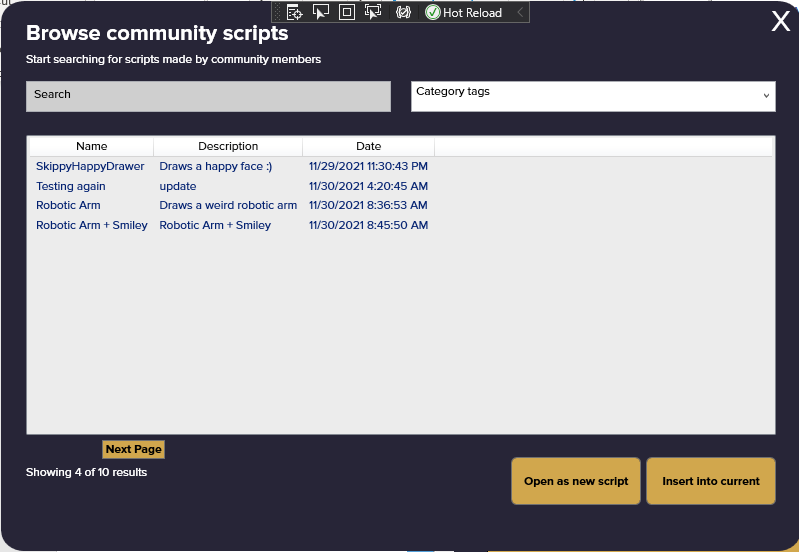 Hot Reload
X
Browse community scripts
Start searching for scripts made by community members
Search
Category tags
Name Description Date
SkippyHappyDrawer Draws a happy face :) 11/29/2021 11:30:43 PM
Testing again update 11/30/2021 4:20:45 AM
Robotic Arm Draws a weird robotic arm 11/30/2021 8:36:53 AM
Robotic Arm + Smiley Robotic Arm + Smiley 11/30/2021 8:45:50 AM
Next Page
Showing 4 of 10 results
Open as new script
Insert into current